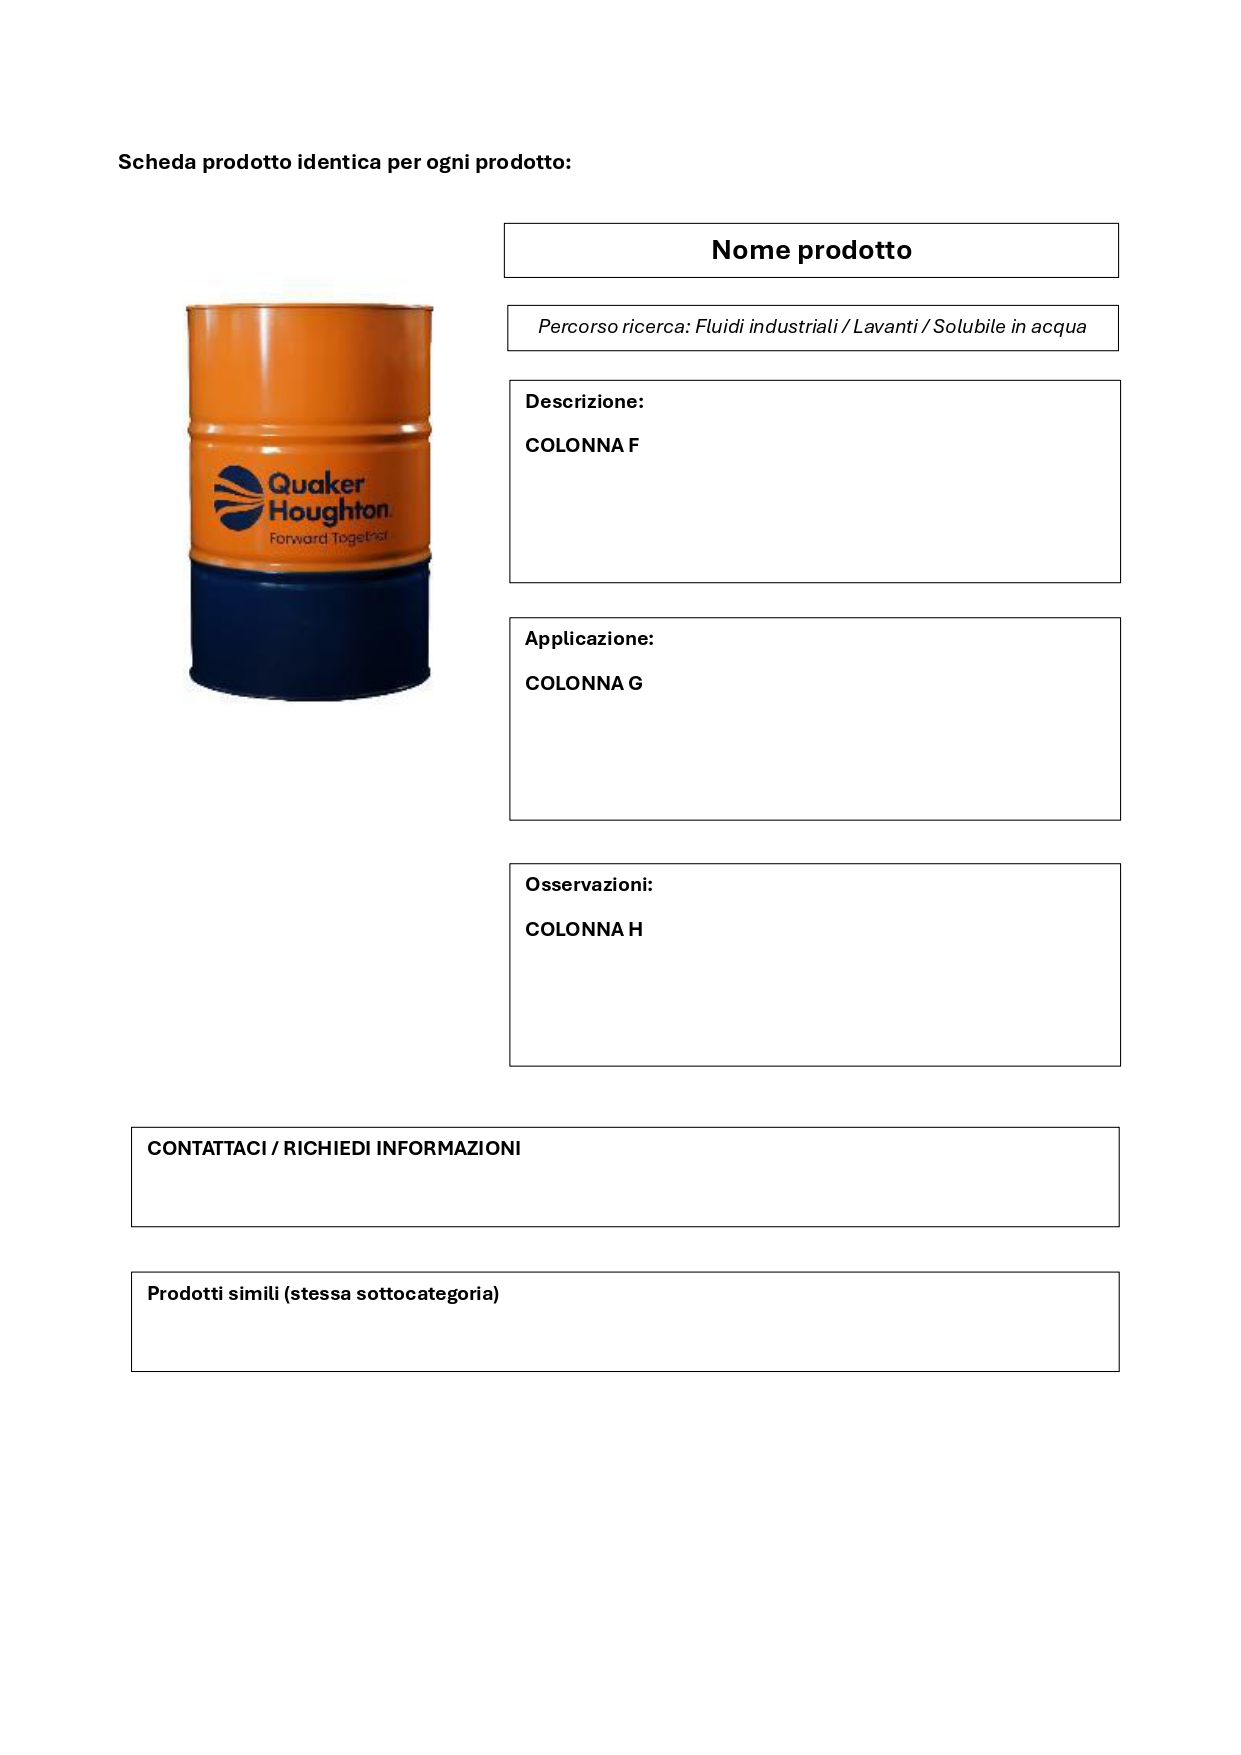 Scheda prodotto identica per ogni prodotto:
Nome prodotto
Percorso ricerca: Fluidi industriali / Lavanti / Solubile in acqua
Quaker
Houghton.
Forward Together
Descrizione:
COLONNA F
Applicazione:
COLONNA G
Osservazioni:
COLONNA H
CONTATTACI / RICHIEDI INFORMAZIONI
Prodotti simili (stessa sottocategoria)